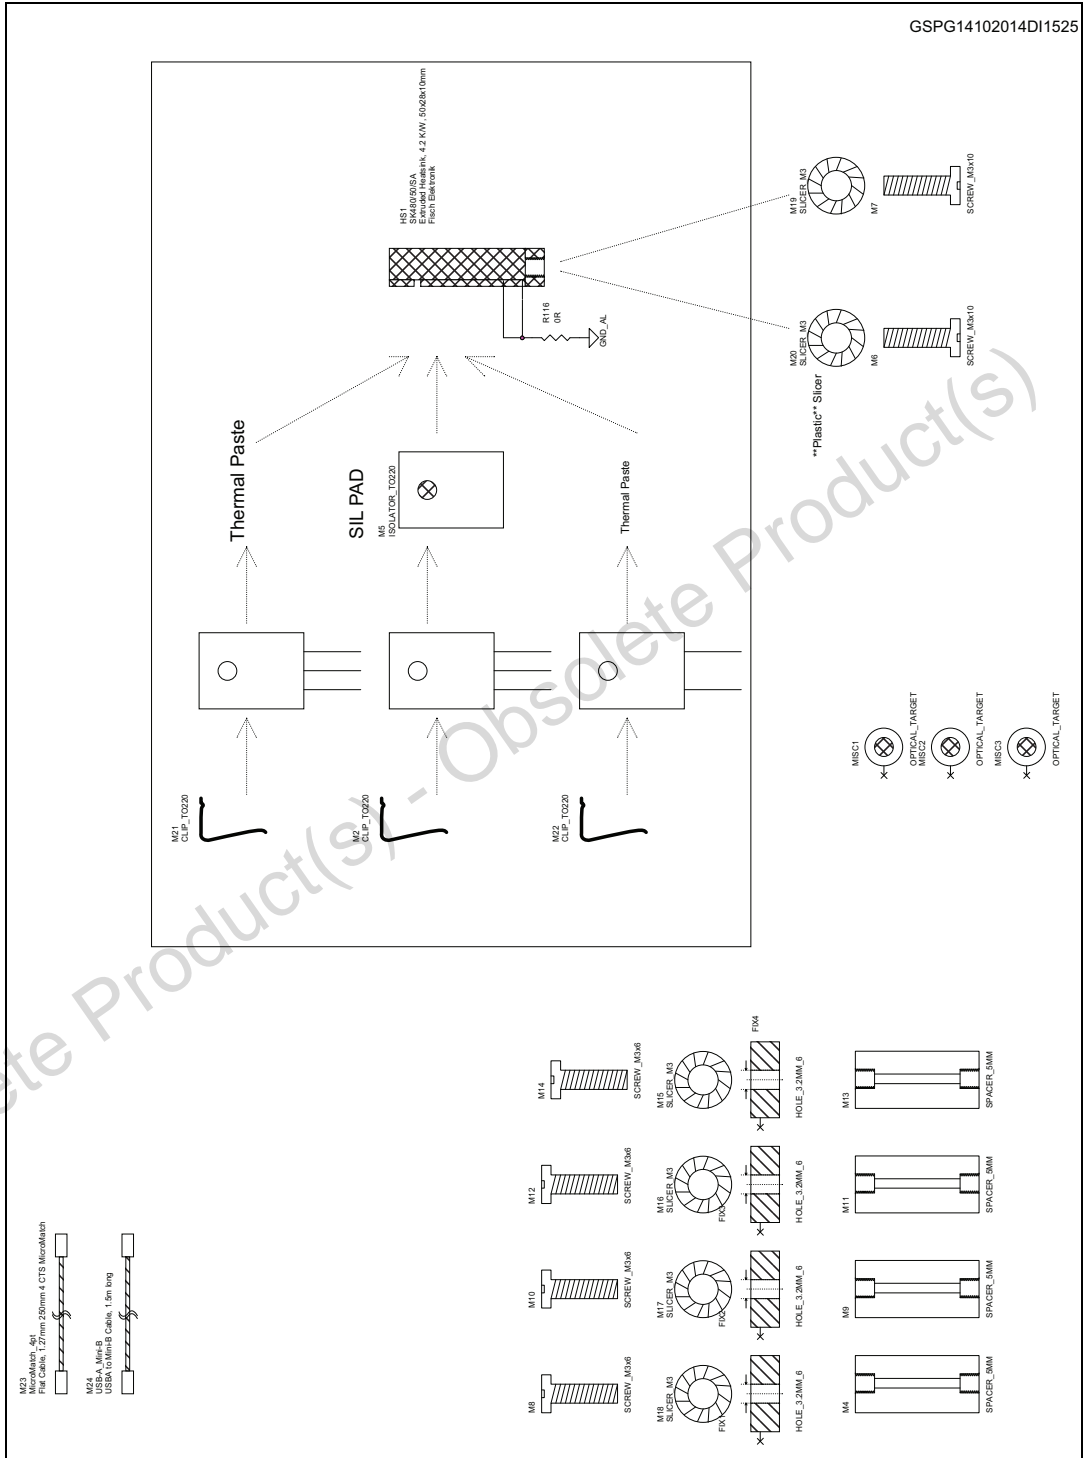 GSPG14102014DI1525
HS1
SK480/50/SA
Extruded Heatsink, 4.2 K/W, 50x28x10mm
Fisch Elektronik
R116
0R
GND_AL
M19
SLICER_M3
M7
SCREW_M3x10
M20
SLICER_M3
M6
SCREW_M3x10
**Plastic** Slicer
Thermal Paste
SIL PAD
M5
ISOLATOR_TO220
Thermal Paste
M21
CLIP_TO220
M2
CLIP_TO220
M22
CLIP_TO220
MISC1
OPTICAL_TARGET
MISC2
OPTICAL_TARGET
MISC3
OPTICAL_TARGET
M14
SCREW_M3x6
M15
SLICER_M3
FIX4
HOLE_3.2MM_6
M13
SPACER_5MM
M12
SCREW_M3x6
M16
SLICER_M3
FIX3
HOLE_3.2MM_6
M11
SPACER_5MM
M10
SCREW_M3x6
M17
SLICER_M3
FIX2
HOLE_3.2MM_6
M9
SPACER_5MM
M8
SCREW_M3x6
M18
SLICER_M3
FIX1
HOLE_3.2MM_6
M4
SPACER_5MM
M23
MicroMatch_4pt
Flat Cable, 1.27mm 250mm 4 CTS MicroMatch
M24
USB-A_Mini-B
USBA to Mini-B Cable, 1.5m long
ete Product(s) - Obsolete Product(s)